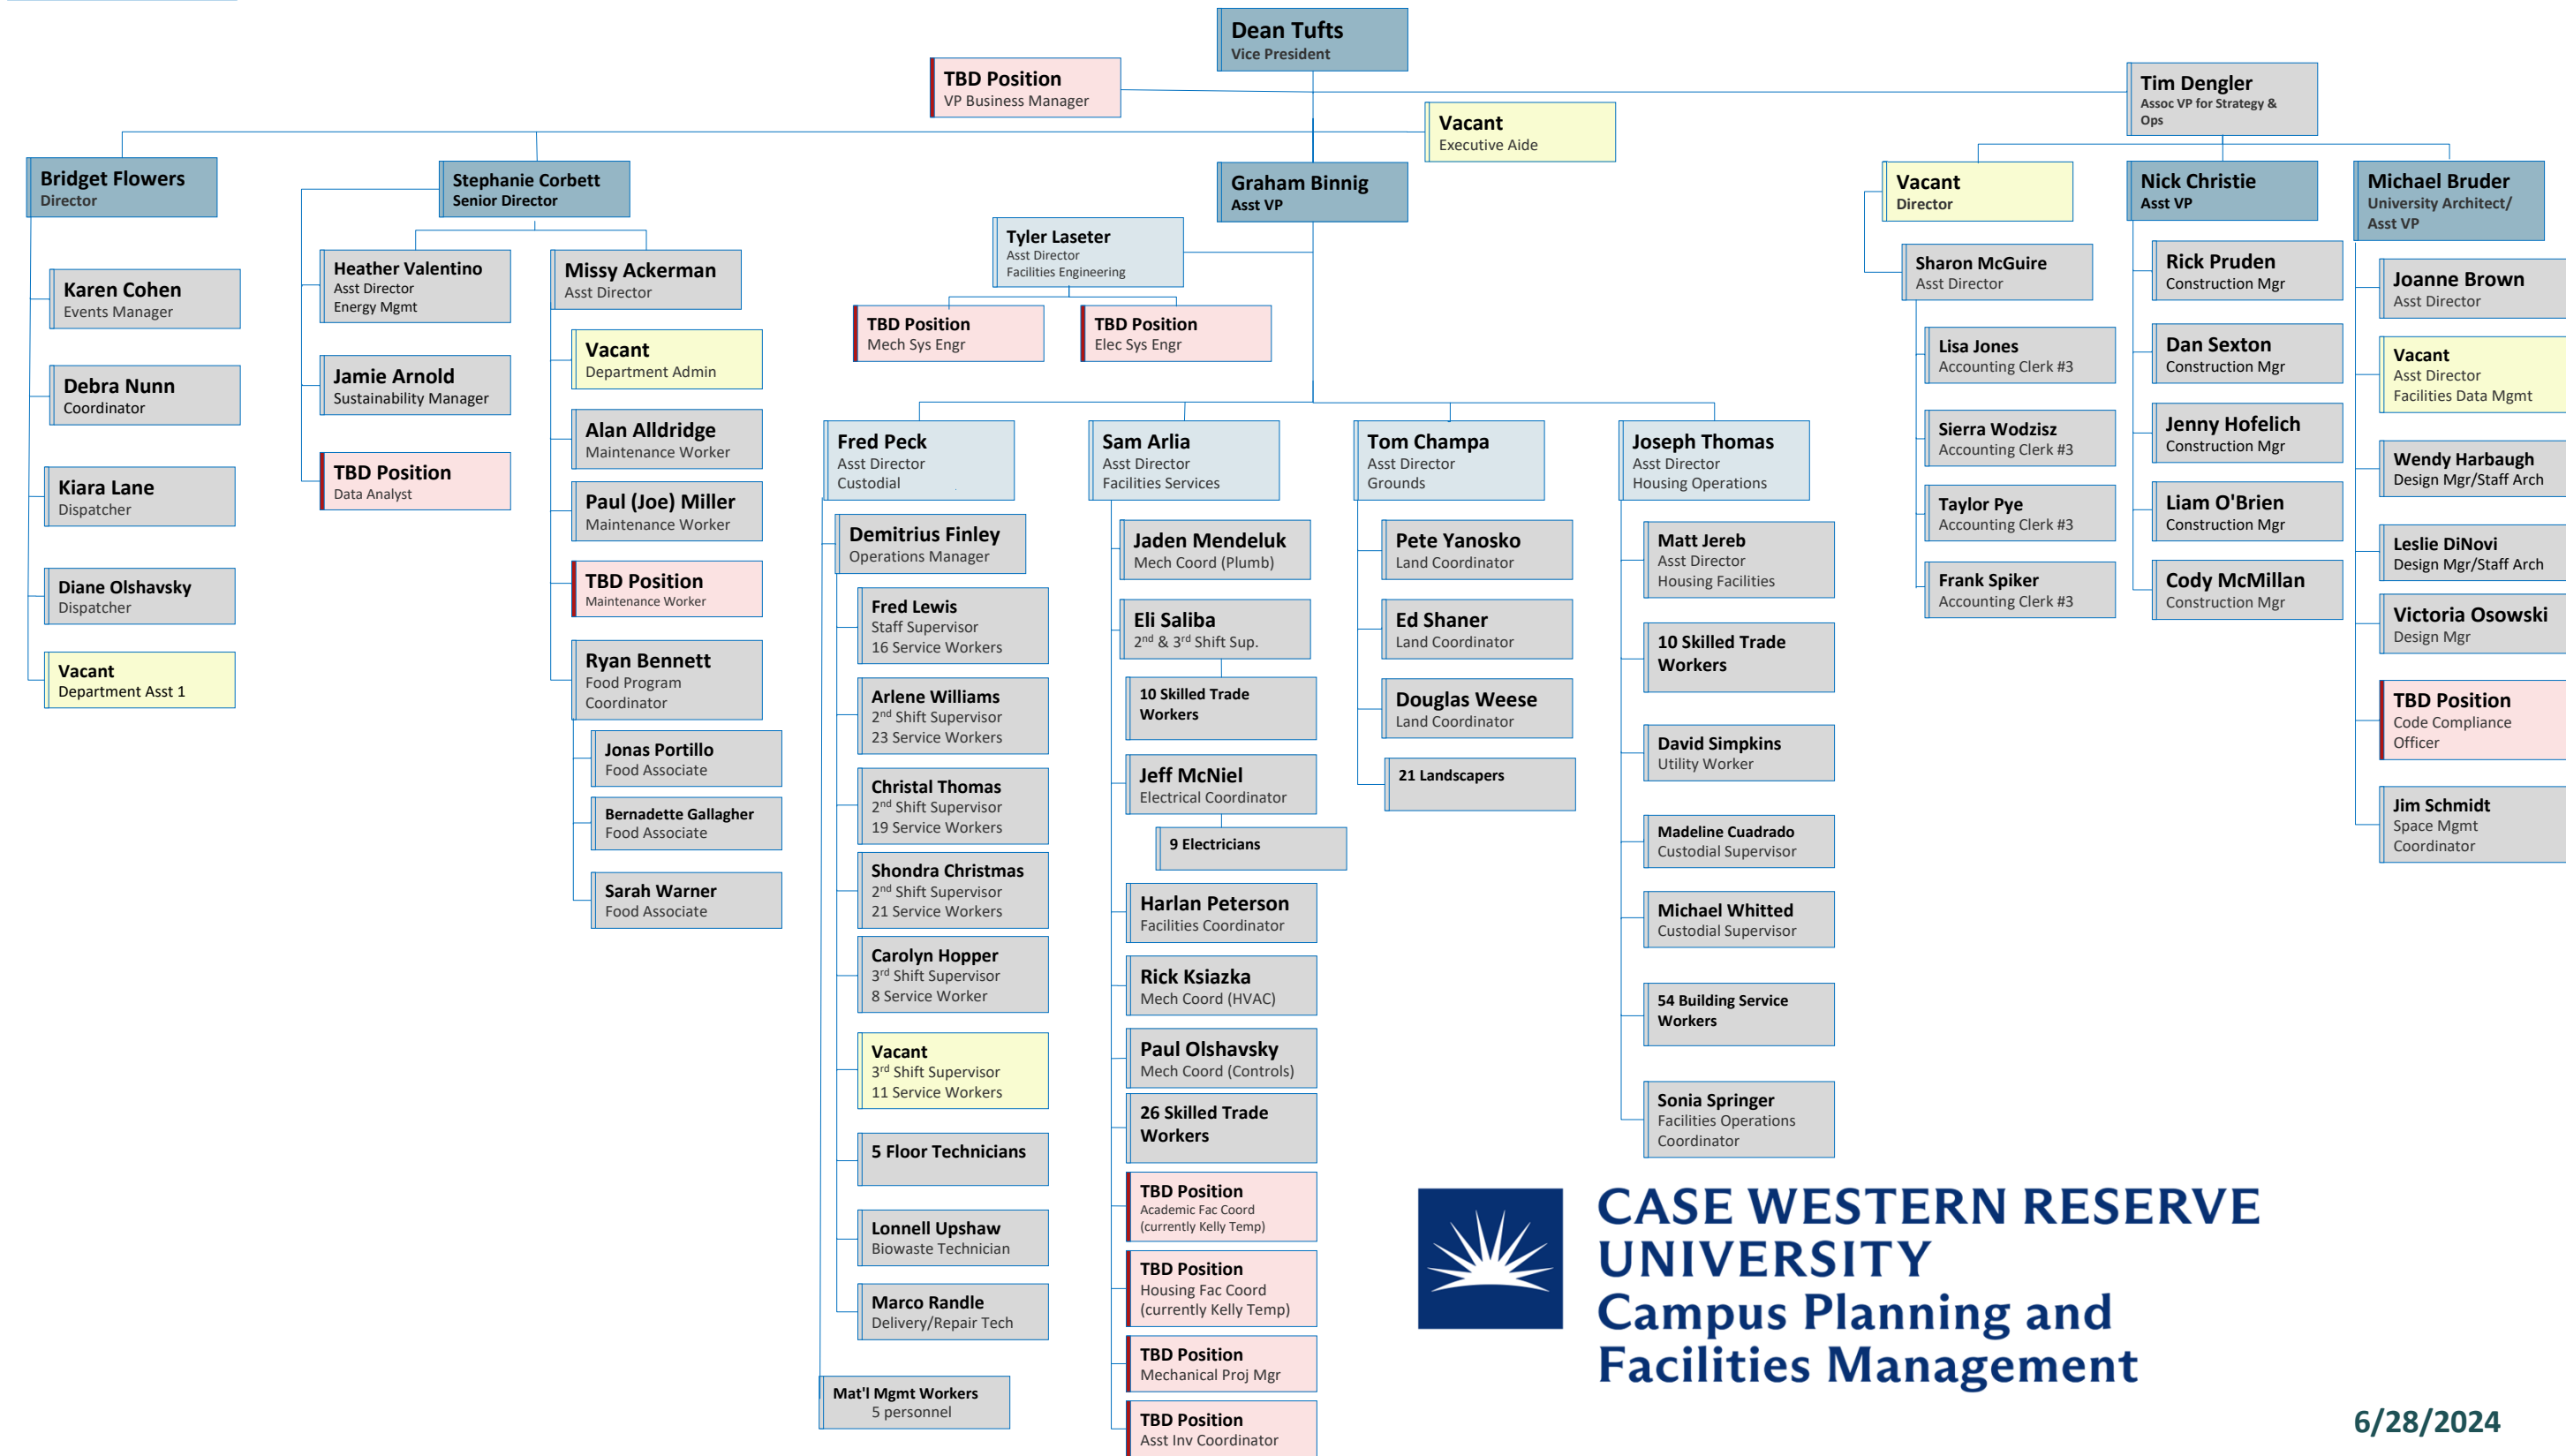 Dean Tufts
Vice President
TBD Position
VP Business Manager
Tim Dengler
Assoc VP for Strategy &
Ops
Vacant
Executive Aide
Bridget Flowers
Director
Karen Cohen
Events Manager
Debra Nunn
Coordinator
Kiara Lane
Dispatcher
Diane Olshavsky
Dispatcher
Vacant
Department Asst 1
Stephanie Corbett
Senior Director
Heather Valentino
Asst Director
Energy Mgmt
Jamie Arnold
Sustainability Manager
TBD Position
Data Analyst
Missy Ackerman
Asst Director
Vacant
Department Admin
Alan Alldridge
Maintenance Worker
Paul (Joe) Miller
Maintenance Worker
TBD Position
Maintenance Worker
Ryan Bennett
Food Program
Coordinator
Jonas Portillo
Food Associate
Bernadette Gallagher
Food Associate
Sarah Warner
Food Associate
Graham Binnig
Asst VP
Tyler Laseter
Asst Director
Facilities Engineering
TBD Position
Mech Sys Engr
TBD Position
Elec Sys Engr
Fred Peck
Asst Director
Custodial
Demitrius Finley
Operations Manager
Fred Lewis
Staff Supervisor
16 Service Workers
Arlene Williams
2nd Shift Supervisor
23 Service Workers
Christal Thomas
2nd Shift Supervisor
19 Service Workers
Shondra Christmas
2nd Shift Supervisor
21 Service Workers
Carolyn Hopper
3rd Shift Supervisor
8 Service Worker
Vacant
3rd Shift Supervisor
11 Service Workers
5 Floor Technicians
Lonnell Upshaw
Biowaste Technician
Marco Randle
Delivery/Repair Tech
Mat'l Mgmt Workers
5 personnel
Sam Arlia
Asst Director
Facilities Services
Jaden Mendeluk
Mech Coord (Plumb)
Eli Saliba
2nd & 3rd Shift Sup.
10 Skilled Trade
Workers
Jeff McNiel
Electrical Coordinator
9 Electricians
Harlan Peterson
Facilities Coordinator
Rick Ksiazka
Mech Coord (HVAC)
Paul Olshavsky
Mech Coord (Controls)
26 Skilled Trade
Workers
TBD Position
Academic Fac Coord
(currently Kelly Temp)
TBD Position
Housing Fac Coord
(currently Kelly Temp)
TBD Position
Mechanical Proj Mgr
TBD Position
Asst Inv Coordinator
Tom Champa
Asst Director
Grounds
Pete Yanosko
Land Coordinator
Ed Shaner
Land Coordinator
Douglas Weese
Land Coordinator
21 Landscapers
Joseph Thomas
Asst Director
Housing Operations
Matt Jereb
Asst Director
Housing Facilities
10 Skilled Trade
Workers
David Simpkins
Utility Worker
Madeline Cuadrado
Custodial Supervisor
Michael Whitted
Custodial Supervisor
54 Building Service
Workers
Sonia Springer
Facilities Operations
Coordinator
Vacant
Director
Sharon McGuire
Asst Director
Lisa Jones
Accounting Clerk #3
Sierra Wodzisz
Accounting Clerk #3
Taylor Pye
Accounting Clerk #3
Frank Spiker
Accounting Clerk #3
Nick Christie
Asst VP
Rick Pruden
Construction Mgr
Dan Sexton
Construction Mgr
Jenny Hofelich
Construction Mgr
Liam O'Brien
Construction Mgr
Cody McMillan
Construction Mgr
Michael Bruder
University Architect/
Asst VP
Joanne Brown
Asst Director
Vacant
Asst Director
Facilities Data Mgmt
Wendy Harbaugh
Design Mgr/Staff Arch
Leslie DiNovi
Design Mgr/Staff Arch
Victoria Osowski
Design Mgr
TBD Position
Code Compliance
Officer
Jim Schmidt
Space Mgmt
Coordinator
CASE WESTERN RESERVE
UNIVERSITY
Campus Planning and
Facilities Management
6/28/2024